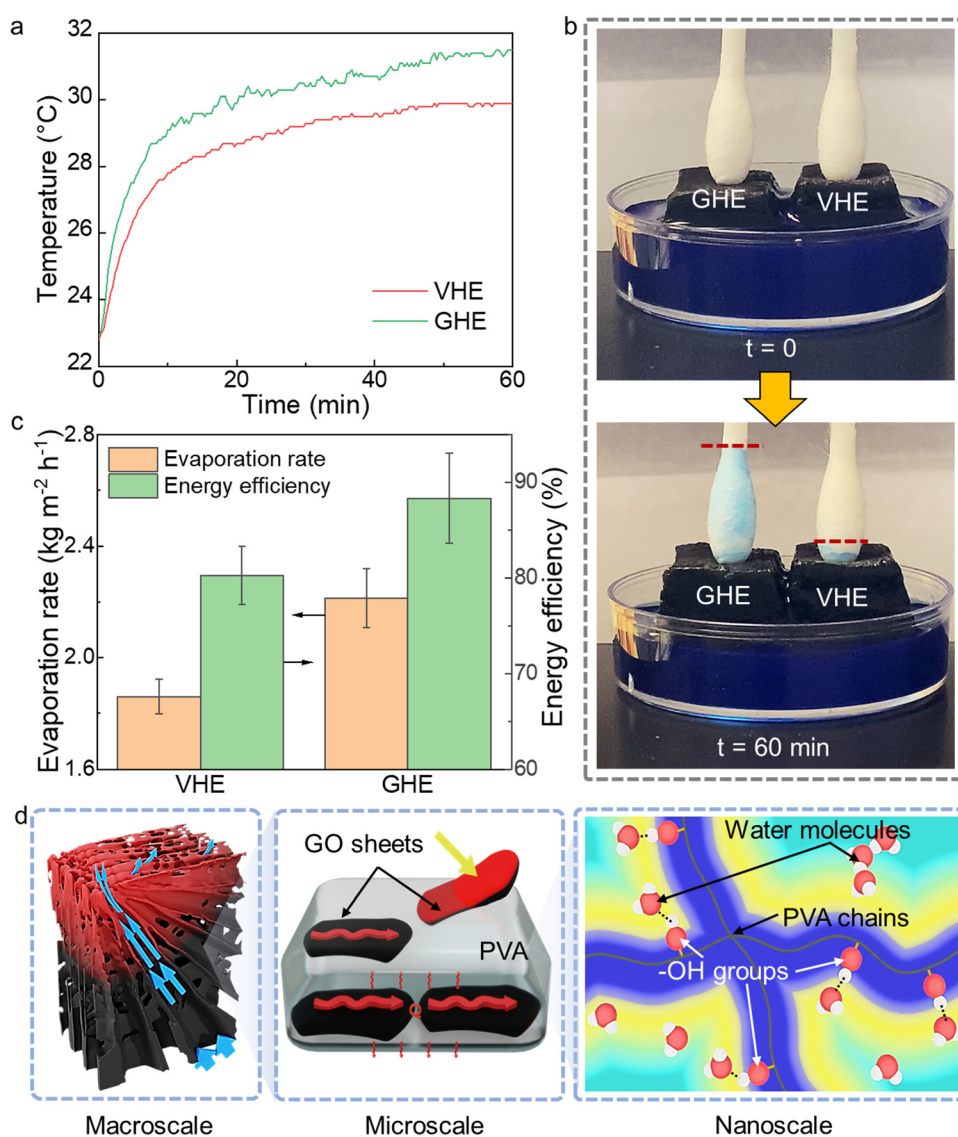 a
32
30
28
26
24
22
Temperature (°C)
VHE
GHE
0
20
40
60
Time (min)
b
GHE
VHE
t = 0
GHE
VHE
t = 60 min
c
2.8
2.4
2.0
1.6
Evaporation rate (kg m⁻² h⁻¹)
Evaporation rate
Energy efficiency
90
80
70
60
Energy efficiency (%)
VHE
GHE
d
GO sheets
PVA
Q
Water molecules
PVA chains
-OH groups
Macroscale
Microscale
Nanoscale